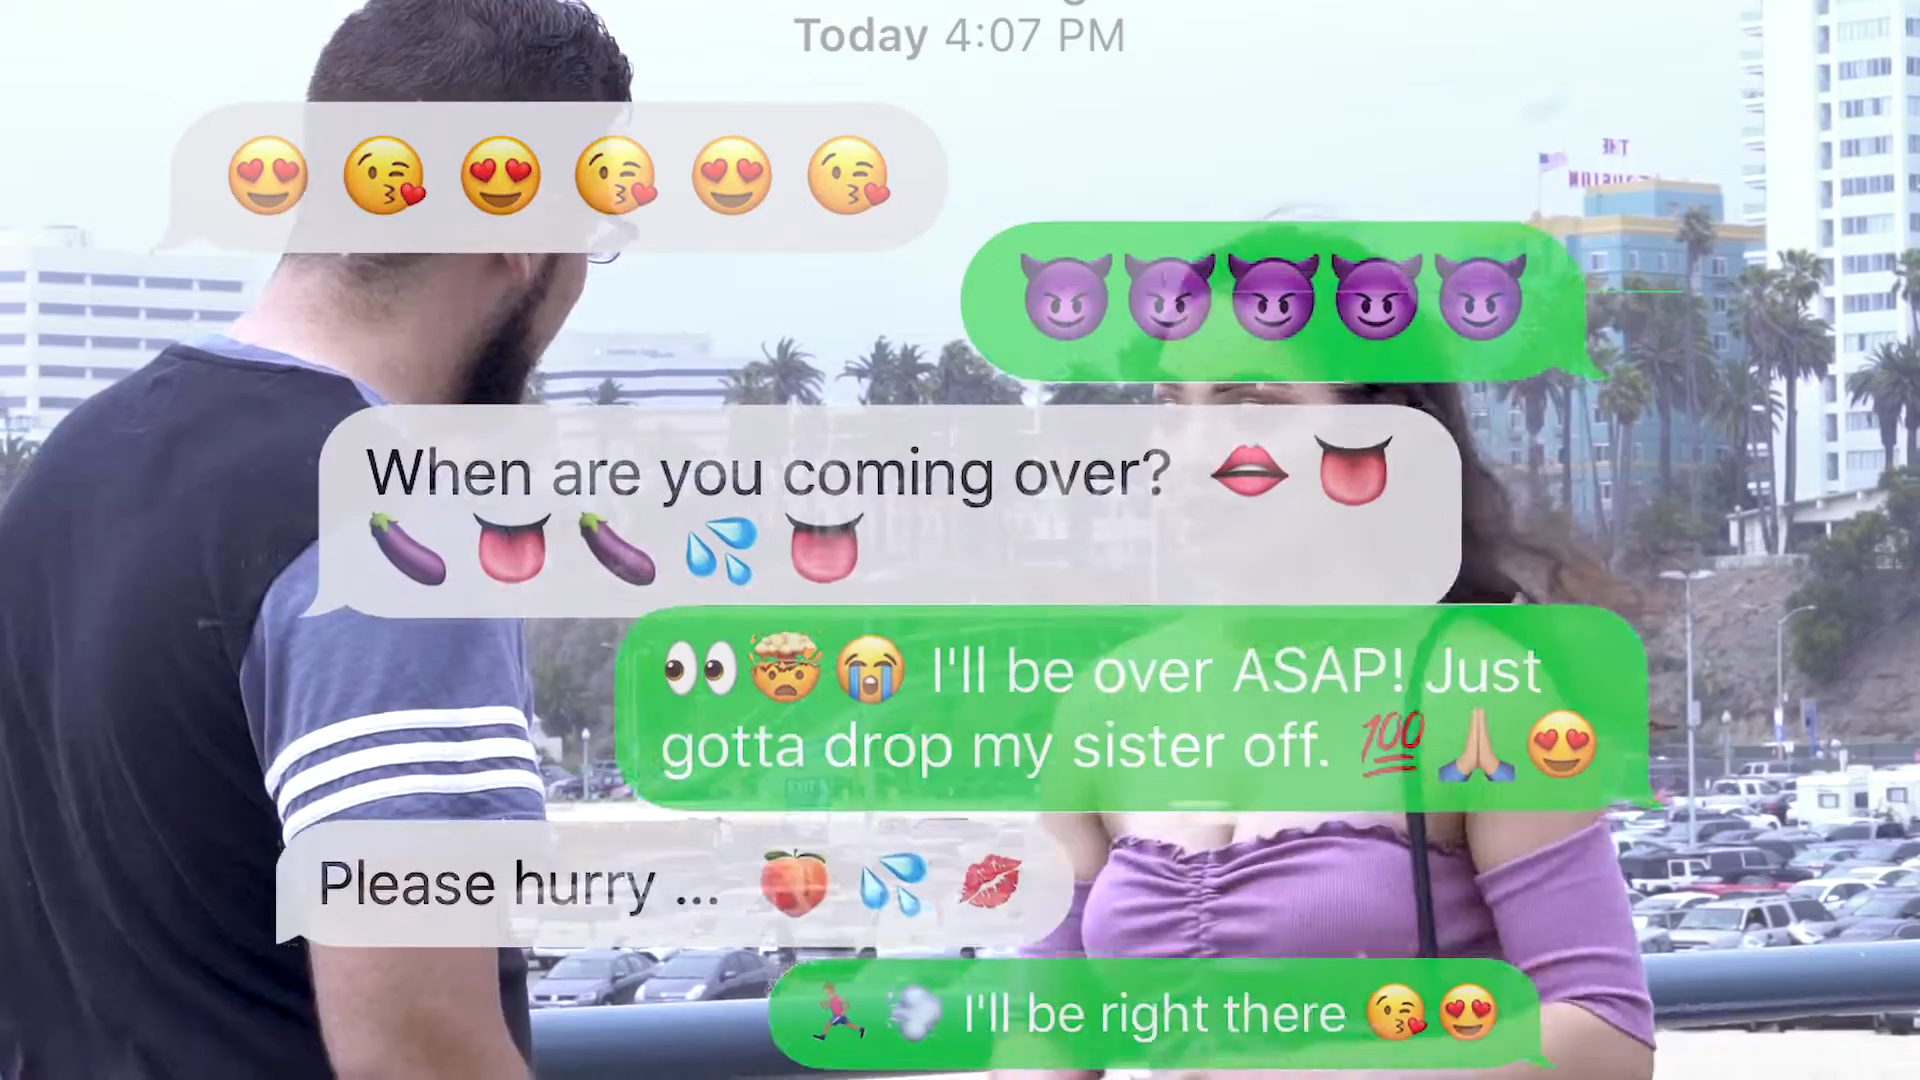 Today 4:07 PM
😍 😘 😍 😘 😍 😘
THE
😈😈😈😈😈
When are you coming over? 👄 👅
🍆 👅 🍆 💦 👅
👀🤯😭 I'll be over ASAP! Just
gotta drop my sister off. 💯🙏🏼😍
Please hurry ... 🍑 💦 💋
🏃🏽 💨 I'll be right there 😘😍